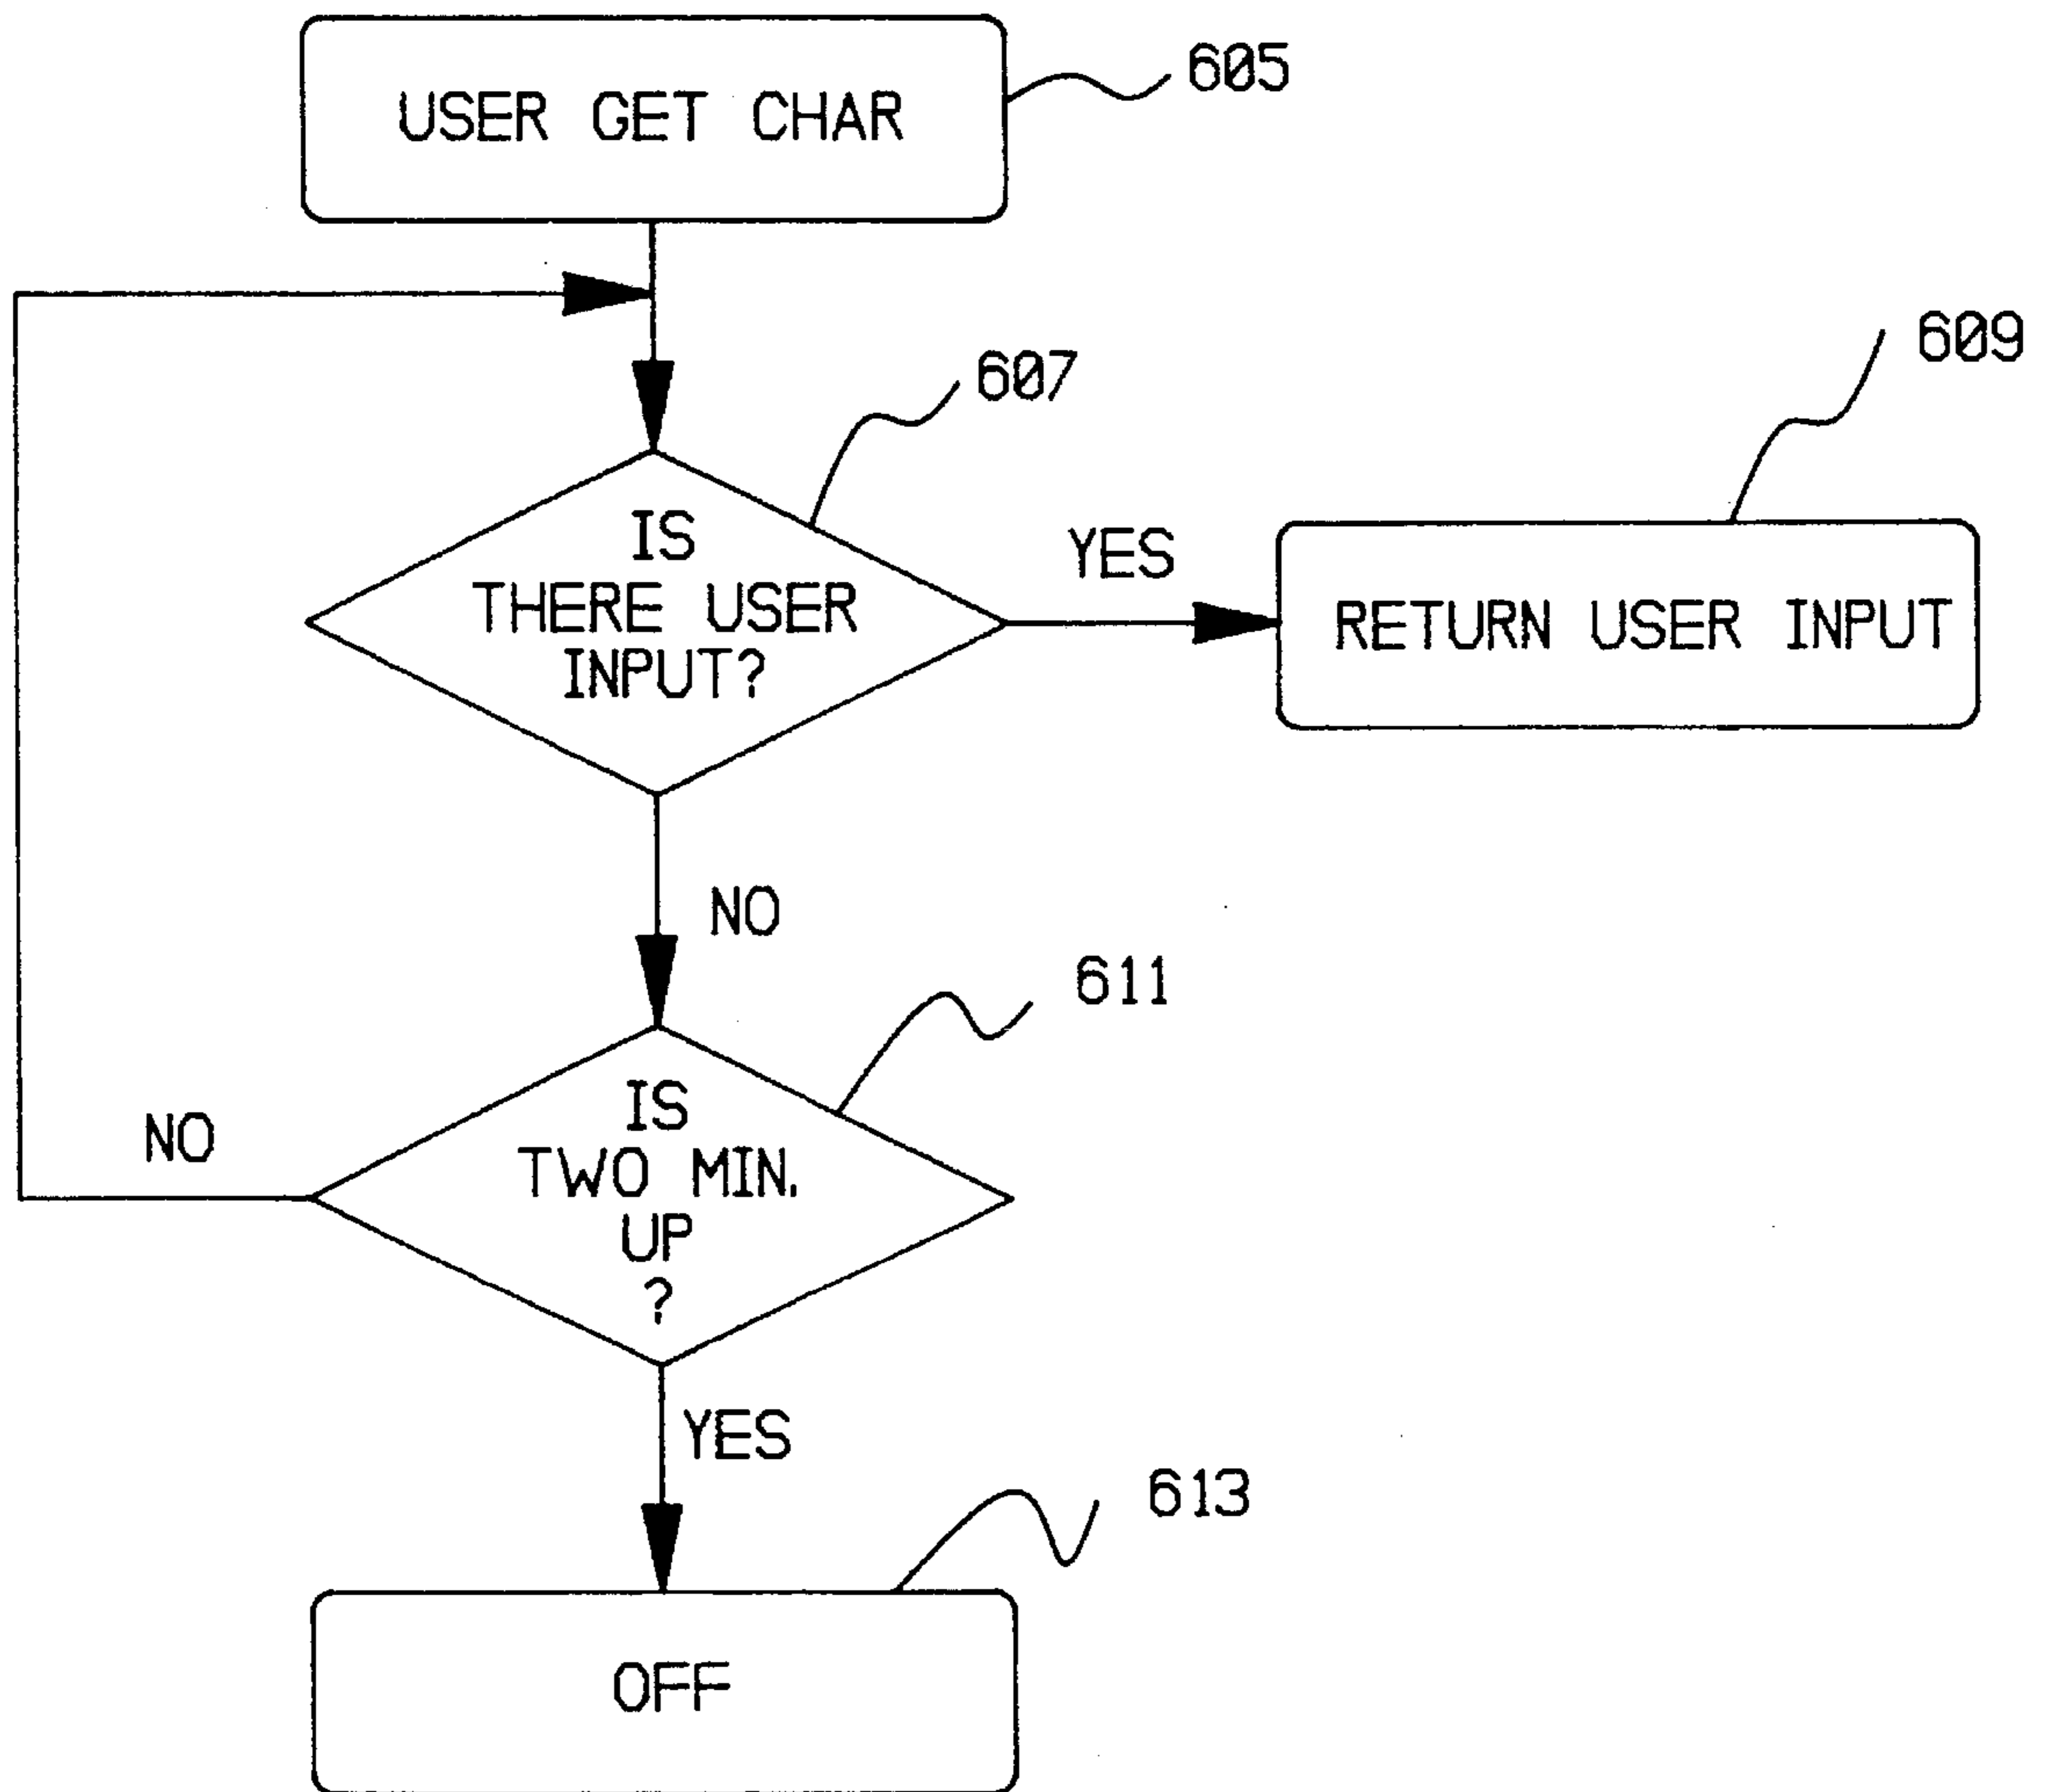 USER GET CHAR
605
607
609
IS
THERE USER
INPUT?
YES
RETURN USER INPUT
NO
611
IS
TWO MIN.
UP
?
NO
YES
613
OFF